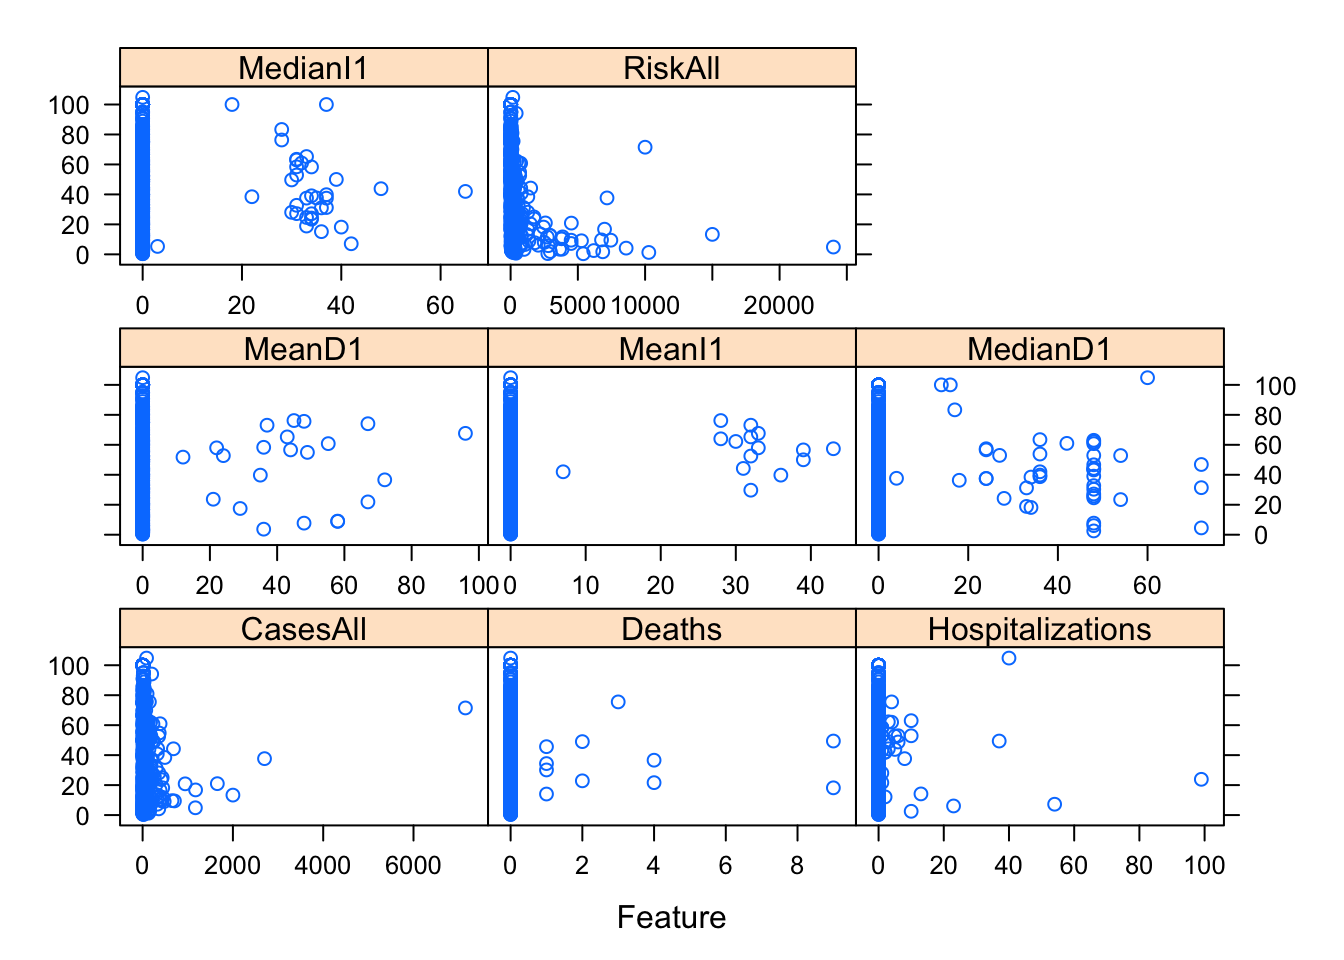 MedianI1 RiskAll
100
80
60
40
20
0
0 20 40 60 0 5000 10000 20000
MeanD1 MeanI1 MedianD1
100
80
60
40
20
0
0 20 40 60 80 100 0 10 20 30 40 0 20 40 60
CasesAll Deaths Hospitalizations
100
80
60
40
20
0
0 2000 4000 6000 0 2 4 6 8 0 20 40 60 80 100
Feature